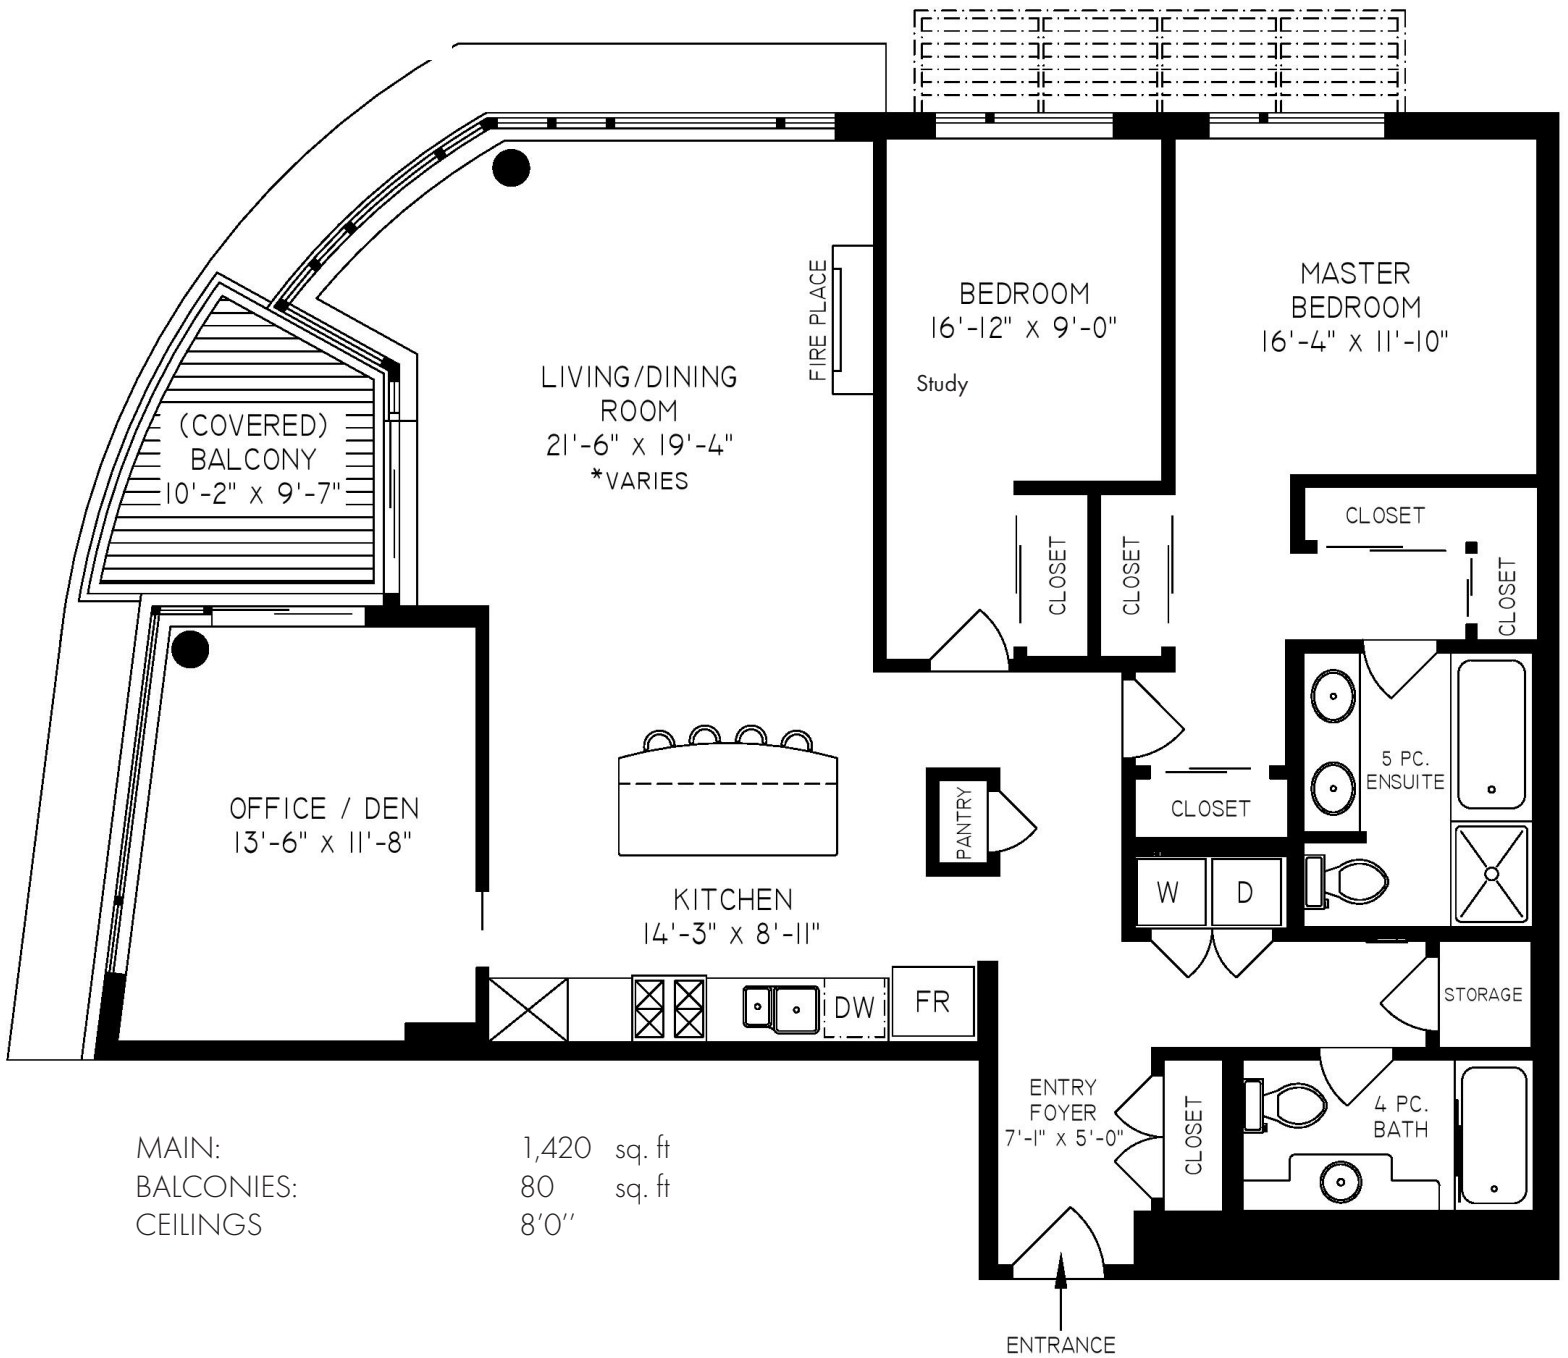 MASTER
BEDROOM
16'-4" X 11'-10"
BEDROOM
16'-12" X 9'-0"
Study
FIRE PLACE
LIVING/DINING
ROOM
21'-6" X 19'-4"
*VARIES
(COVERED)
BALCONY
10'-2" X 9'-7"
CLOSET
CLOSET
CLOSET
CLOSET
OFFICE / DEN
13'-6" X 11'-8"
PANTRY
CLOSET
5 PC.
ENSUITE
KITCHEN
14'-3" X 8'-11"
W
D
DW
FR
STORAGE
ENTRY
FOYER
7'-1" X 5'-0"
CLOSET
4 PC.
BATH
MAIN: 1,420 sq. ft
BALCONIES: 80 sq. ft
CEILINGS 8'0''
ENTRANCE